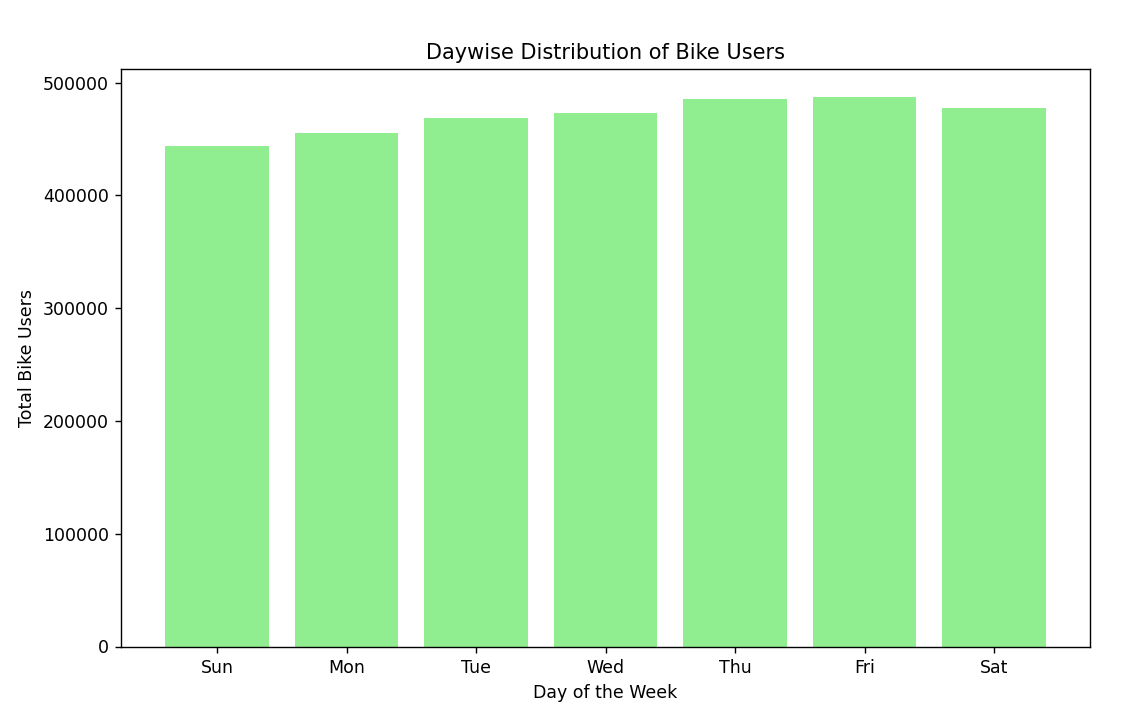 Daywise Distribution of Bike Users
Total Bike Users
500000
400000
300000
200000
100000
0
Sun Mon Tue Wed Thu Fri Sat
Day of the Week